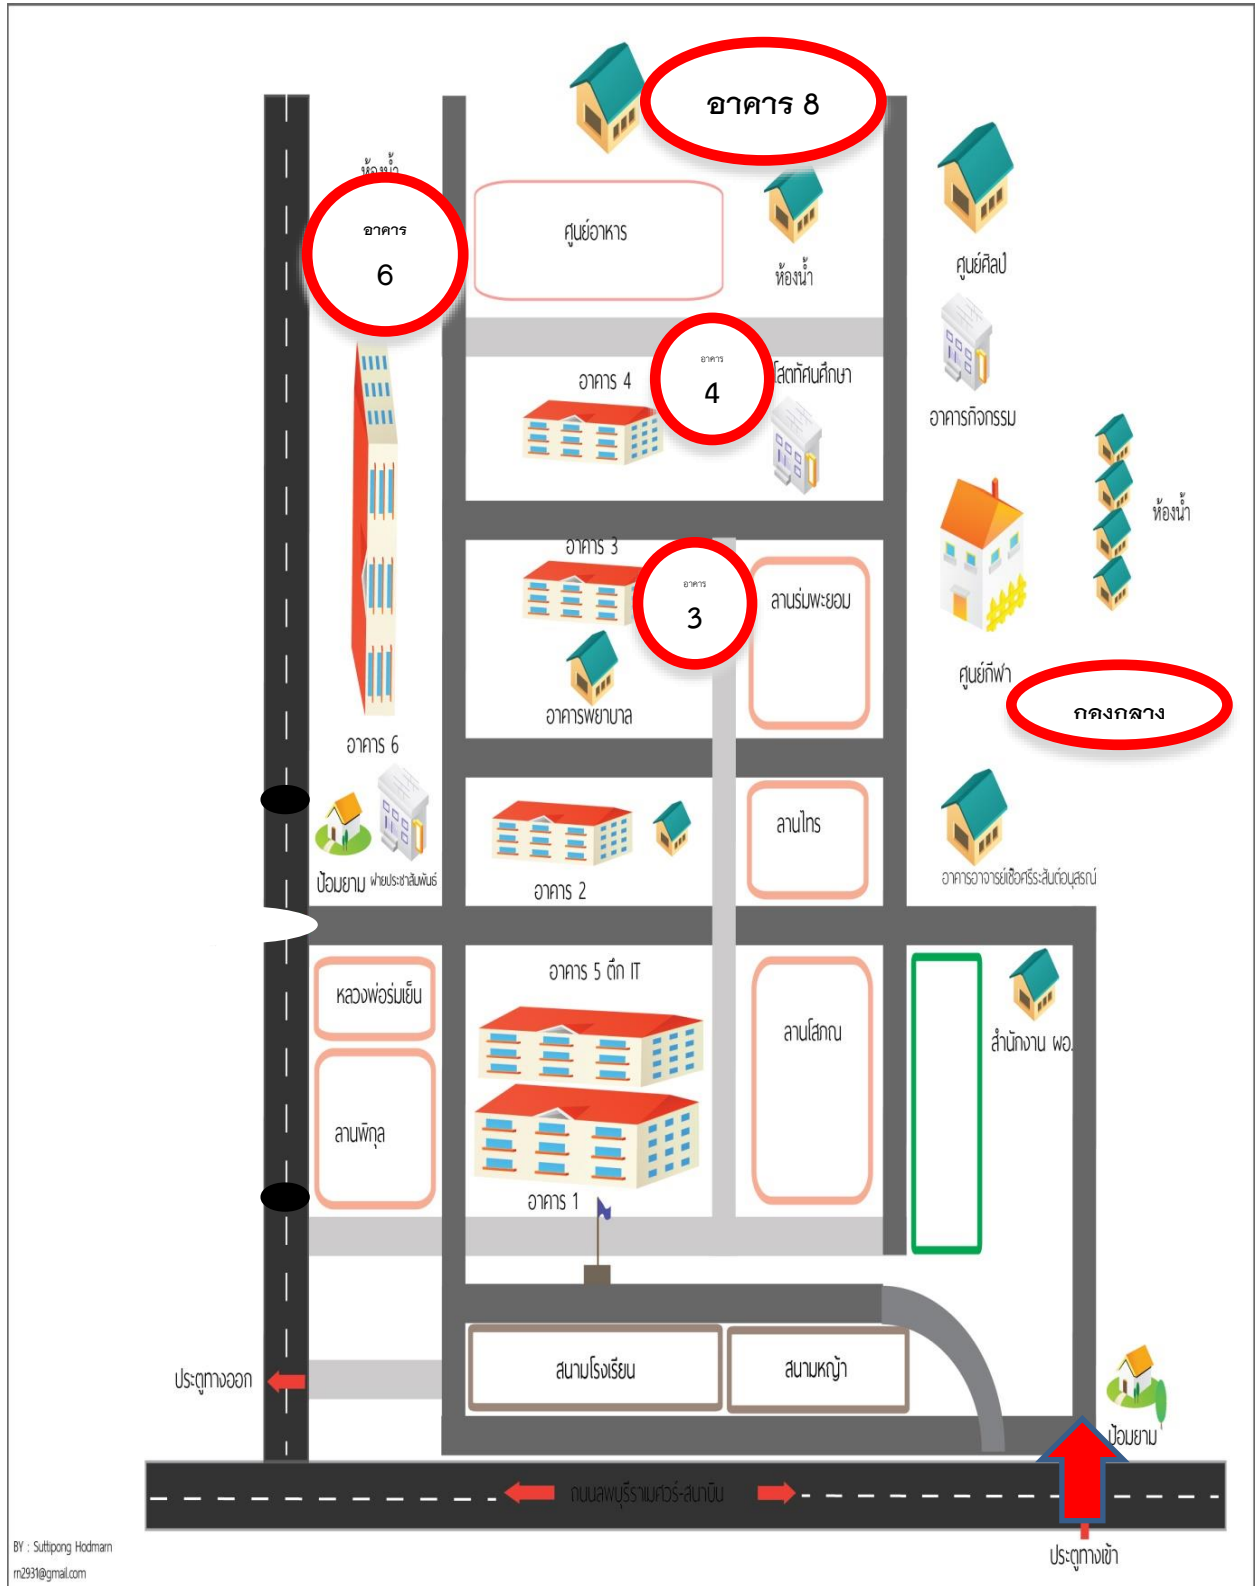 อาคาร 8
ห้องน้ำ
อาคาร
6
ศูนย์อาหาร
ห้องน้ำ
ศูนย์ศิลป์
อาคาร 4
อาคาร
4
โสตทัศนศึกษา
อาคารกิจกรรม
ห้องน้ำ
อาคาร 3
อาคาร
3
ลานร่มพะยอม
อาคารพยาบาล
ศูนย์กีฬา
กองกลาง
อาคาร 6
ลานไทร
ป้อมยาม
ฝ่ายประชาสัมพันธ์
อาคาร 2
อาคารอาจารย์เชื้อศรีระสันต์อนุสรณ์
อาคาร 5 ตึก IT
หลวงพ่อร่มเย็น
ลานโสภณ
สำนักงาน ผอ.
ลานพิกุล
อาคาร 1
ประตูทางออก
สนามโรงเรียน
สนามหญ้า
ป้อมยาม
ถนนลพบุรีราเมศวร์-สนามบิน
ประตูทางเข้า
BY : Suttipong Hodmarn
rn2931@gmail.com